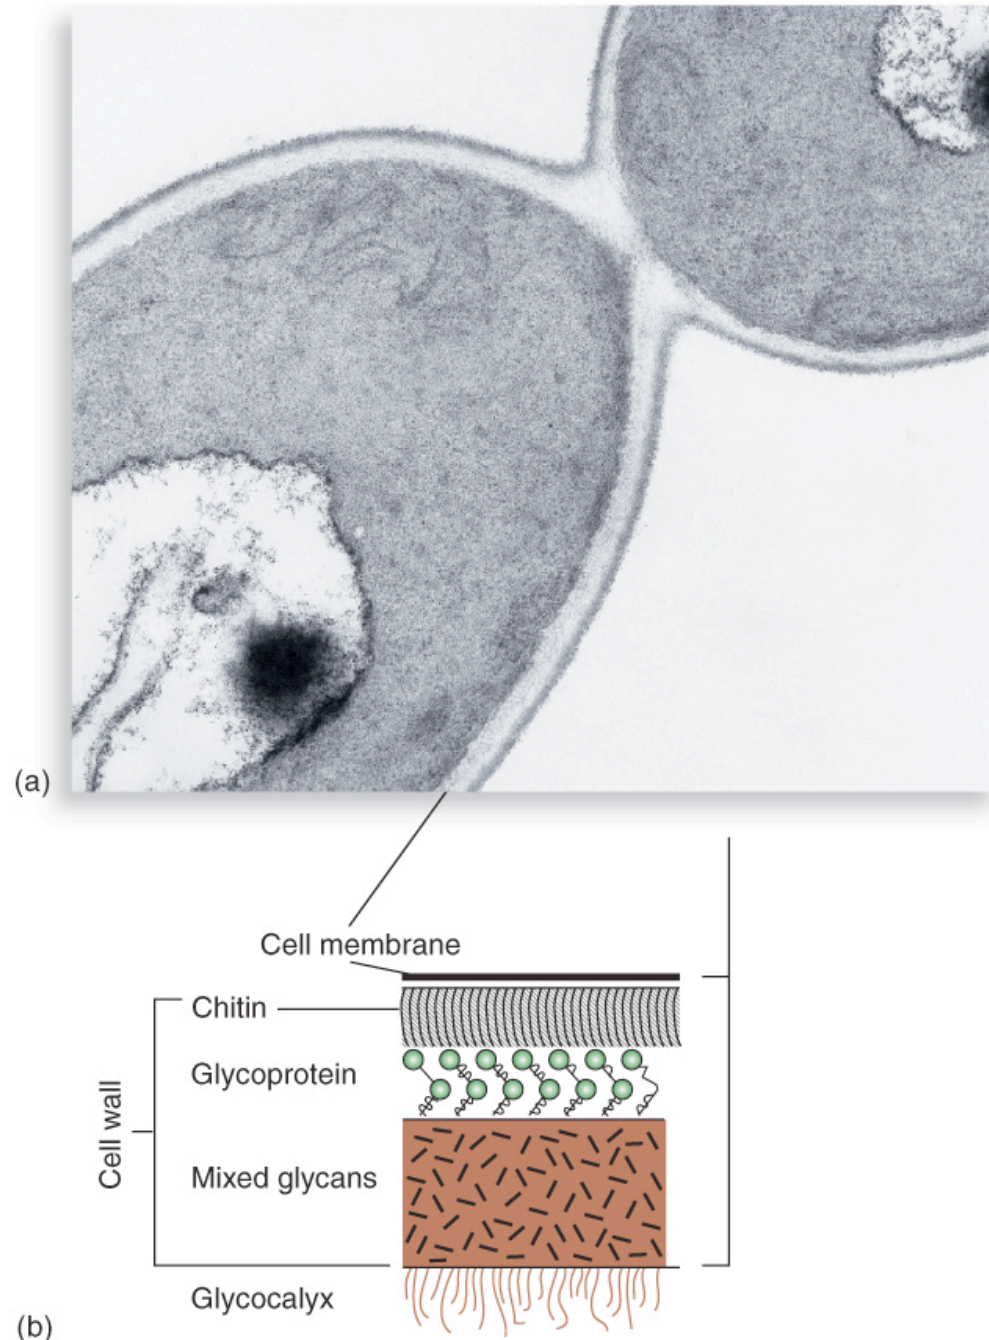 (a)
Cell membrane
Chitin
Glycoprotein
Cell wall
Mixed glycans
Glycocalyx
(b)